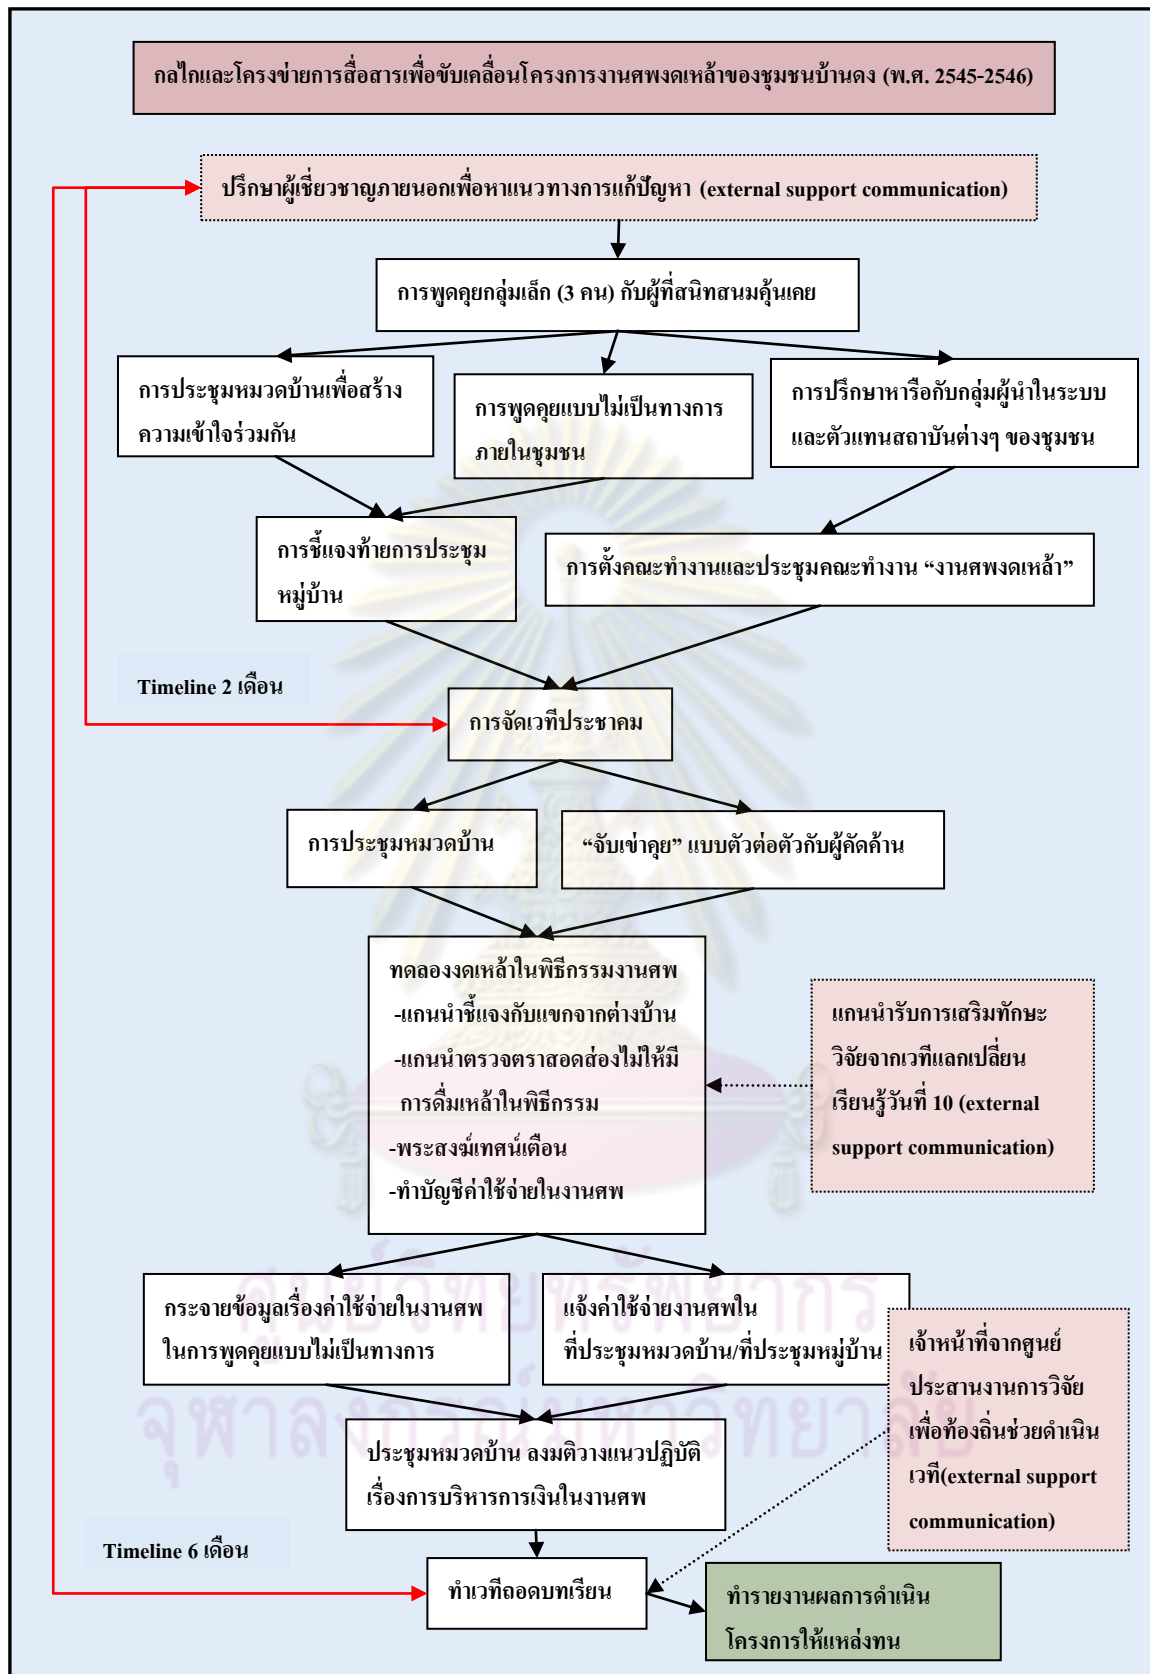 กลไกและโครงข่ายการสื่อสารเพื่อขับเคลื่อนโครงการงานศพงดเหล้าของชุมชนบ้านดง (พ.ศ. 2545-2546)
ปรึกษาผู้เชี่ยวชาญภายนอกเพื่อหาแนวทางการแก้ปัญหา (external support communication)
การพูดคุยกลุ่มเล็ก (3 คน) กับผู้ที่สนิทสนมคุ้นเคย
การประชุมหมวดบ้านเพื่อสร้าง
ความเข้าใจร่วมกัน
การพูดคุยแบบไม่เป็นทางการ
ภายในชุมชน
การปรึกษาหารือกับกลุ่มผู้นำในระบบ
และตัวแทนสถาบันต่างๆ ของชุมชน
การชี้แจงท้ายการประชุม
หมู่บ้าน
การตั้งคณะทำงานและประชุมคณะทำงาน “งานศพงดเหล้า”
Timeline 2 เดือน
การจัดเวทีประชาคม
การประชุมหมวดบ้าน
“จับเข่าคุย” แบบตัวต่อตัวกับผู้คัดค้าน
ทดลองงดเหล้าในพิธีกรรมงานศพ
-แกนนำชี้แจงกับแขกจากต่างบ้าน
-แกนนำตรวจตราสอดส่องไม่ให้มี
การดื่มเหล้าในพิธีกรรม
-พระสงฆ์เทศน์เตือน
-ทำบัญชีค่าใช้จ่ายในงานศพ
แกนนำรับการเสริมทักษะ
วิจัยจากเวทีแลกเปลี่ยน
เรียนรู้วันที่ 10 (external
support communication)
กระจายข้อมูลเรื่องค่าใช้จ่ายในงานศพ
ในการพูดคุยแบบไม่เป็นทางการ
แจ้งค่าใช้จ่ายงานศพใน
ที่ประชุมหมวดบ้าน/ที่ประชุมหมู่บ้าน
เจ้าหน้าที่จากศูนย์
ประสานงานการวิจัย
เพื่อท้องถิ่นช่วยดำเนิน
เวที(external support
communication)
ประชุมหมวดบ้าน ลงมติวางแนวปฏิบัติ
เรื่องการบริหารการเงินในงานศพ
Timeline 6 เดือน
ทำเวทีถอดบทเรียน
ทำรายงานผลการดำเนิน
โครงการให้แหล่งทุน
ศูนย์วิทยทรัพยากร
จุฬาลงกรณ์มหาวิทยาลัย